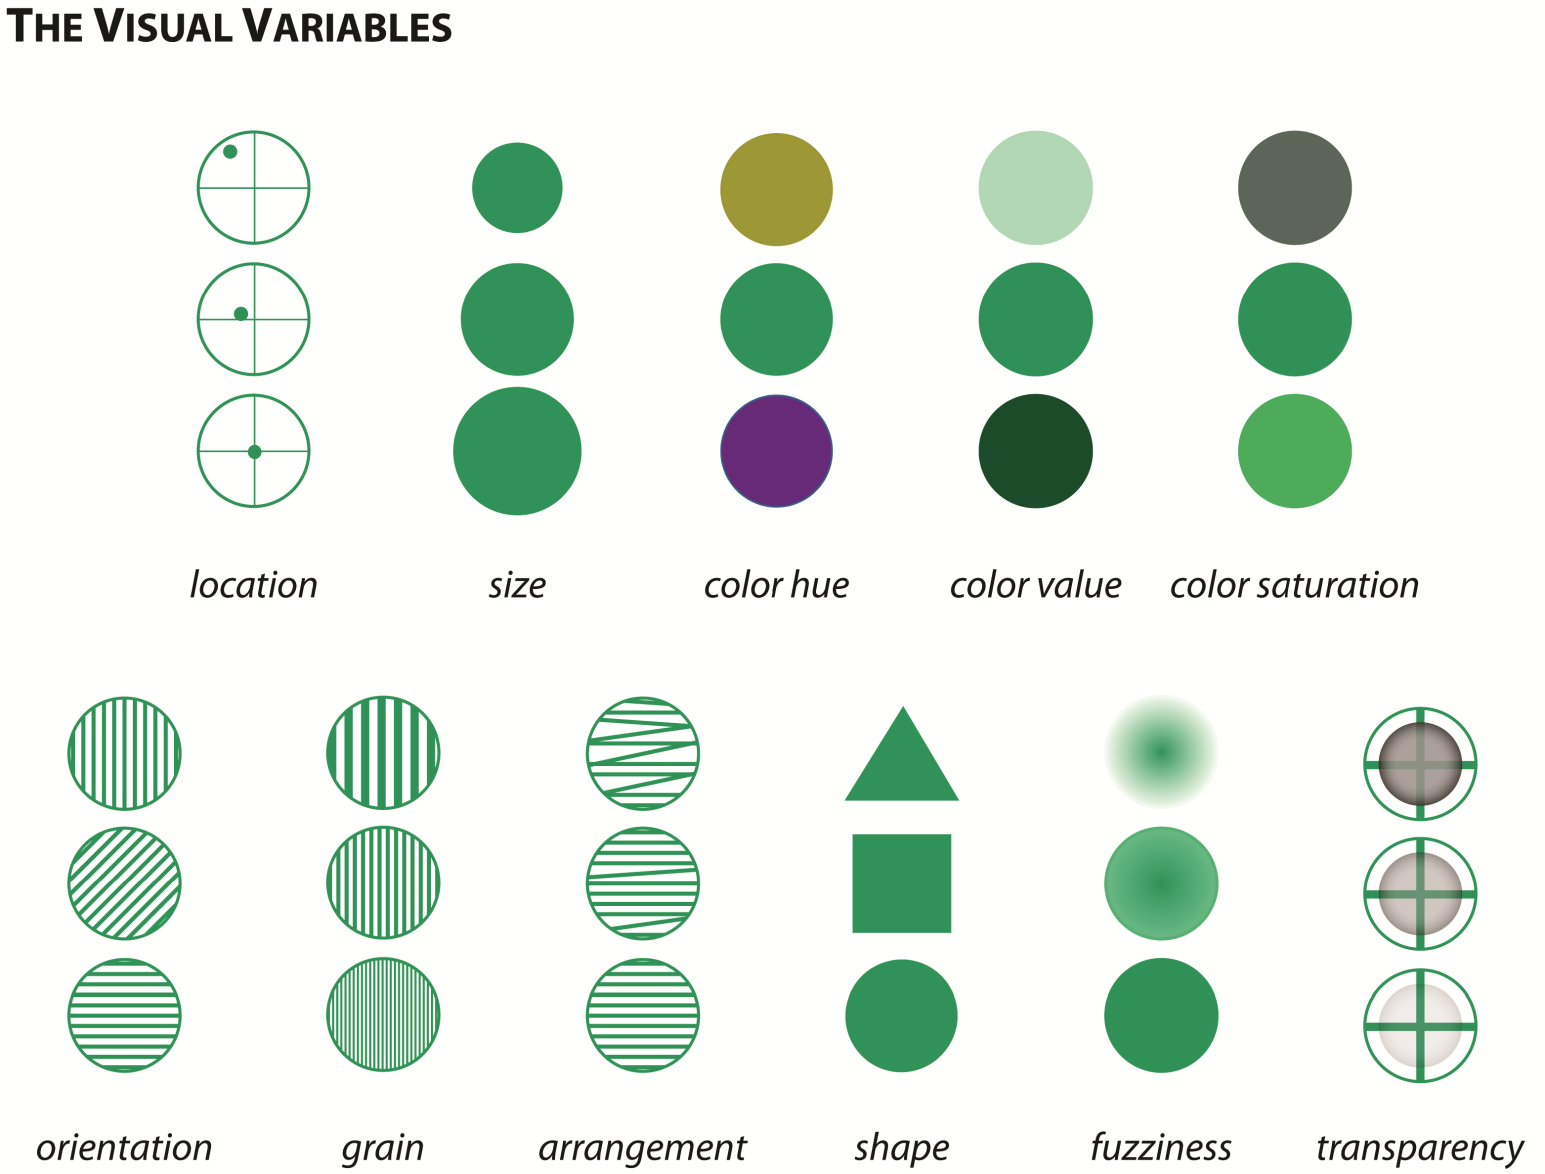 THE VISUAL VARIABLES
location size color hue color value color saturation
orientation grain arrangement shape fuzziness transparency